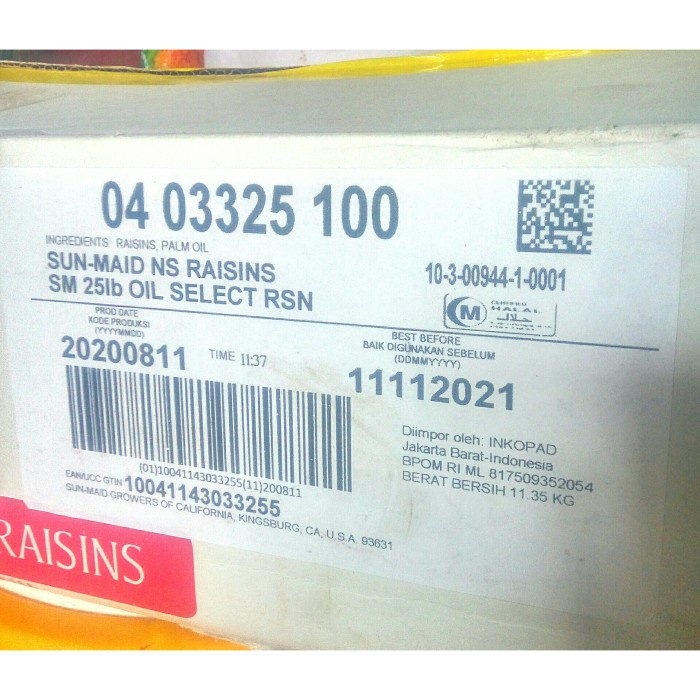 04 03325 100
INGREDIENTS: RAISINS, PALM OIL
SUN-MAID NS RAISINS
SM 25lb OIL SELECT RSN
10-3-00944-1-0001
CERTIFIED
HALAL
حلال
M
PROD DATE
KODE PRODUKSI
(YYYYMMDD)
20200811 TIME 11:37
BEST BEFORE
BAIK DIGUNAKAN SEBELUM
(DDMMYYYY)
11112021
(01)10041143033255(11)200811
EAN/UCC GTIN 10041143033255
SUN-MAID GROWERS OF CALIFORNIA, KINGSBURG, CA, U.S.A. 93631
Diimpor oleh: INKOPAD
Jakarta Barat-Indonesia
BPOM RI ML 817509352054
BERAT BERSIH 11.35 KG
RAISINS